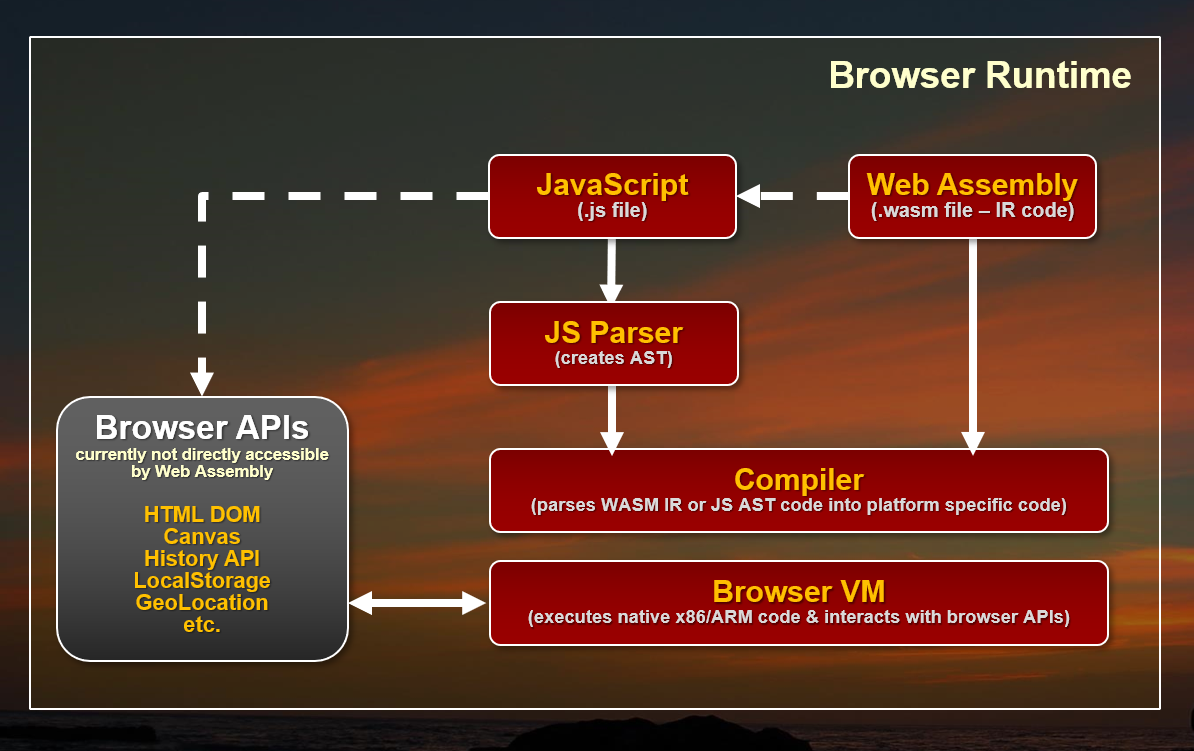 Browser Runtime
JavaScript
(.js file)
Web Assembly
(.wasm file – IR code)
JS Parser
(creates AST)
Browser APIs
currently not directly accessible
by Web Assembly
HTML DOM
Canvas
History API
LocalStorage
GeoLocation
etc.
Compiler
(parses WASM IR or JS AST code into platform specific code)
Browser VM
(executes native x86/ARM code & interacts with browser APIs)